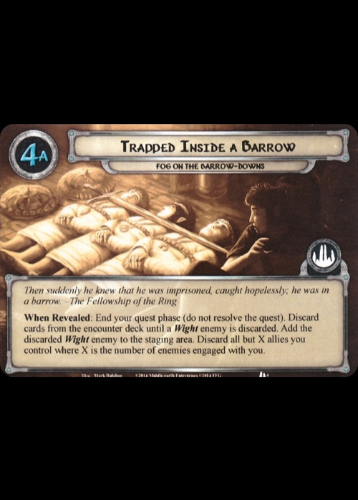 4A
TRAPPED INSIDE A BARROW
FOG ON THE BARROW-DOWNS
Then suddenly he knew that he was imprisoned, caught hopelessly; he was in
a barrow. -The Fellowship of the Ring
When Revealed: End your quest phase (do not resolve the quest). Discard
cards from the encounter deck until a Wight enemy is discarded. Add the
discarded Wight enemy to the staging area. Discard all but X allies you
control where X is the number of enemies engaged with you.